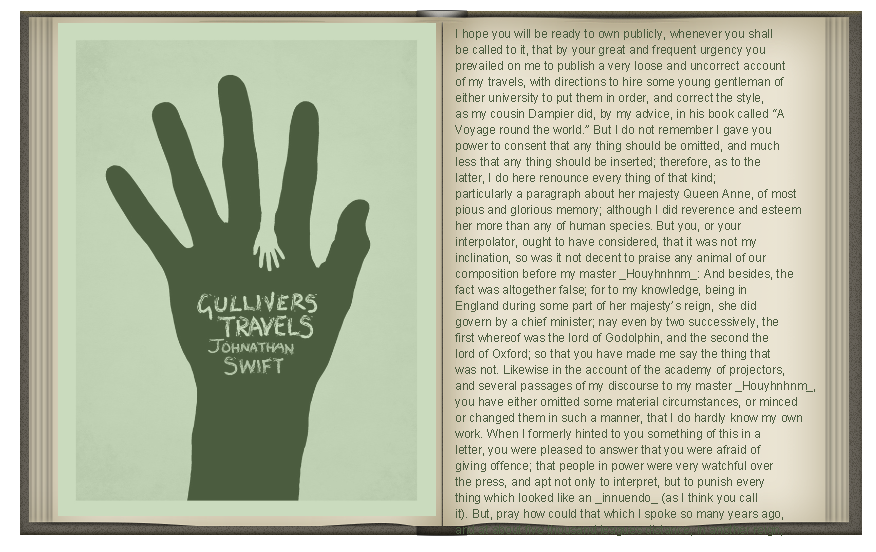 GULLIVERS
TRAVELS
JOHNATHAN
SWIFT
I hope you will be ready to own publicly, whenever you shall
be called to it, that by your great and frequent urgency you
prevailed on me to publish a very loose and uncorrect account
of my travels, with directions to hire some young gentleman of
either university to put them in order, and correct the style,
as my cousin Dampier did, by my advice, in his book called “A
Voyage round the world.” But I do not remember I gave you
power to consent that any thing should be omitted, and much
less that any thing should be inserted; therefore, as to the
latter, I do here renounce every thing of that kind;
particularly a paragraph about her majesty Queen Anne, of most
pious and glorious memory; although I did reverence and esteem
her more than any of human species. But you, or your
interpolator, ought to have considered, that it was not my
inclination, so was it not decent to praise any animal of our
composition before my master _Houyhnhnm_: And besides, the
fact was altogether false; for to my knowledge, being in
England during some part of her majesty’s reign, she did
govern by a chief minister; nay even by two successively, the
first whereof was the lord of Godolphin, and the second the
lord of Oxford; so that you have made me say the thing that
was not. Likewise in the account of the academy of projectors,
and several passages of my discourse to my master _Houyhnhnm_,
you have either omitted some material circumstances, or minced
or changed them in such a manner, that I do hardly know my own
work. When I formerly hinted to you something of this in a
letter, you were pleased to answer that you were afraid of
giving offence; that people in power were very watchful over
the press, and apt not only to interpret, but to punish every
thing which looked like an _innuendo_ (as I think you call
it). But, pray how could that which I spoke so many years ago,